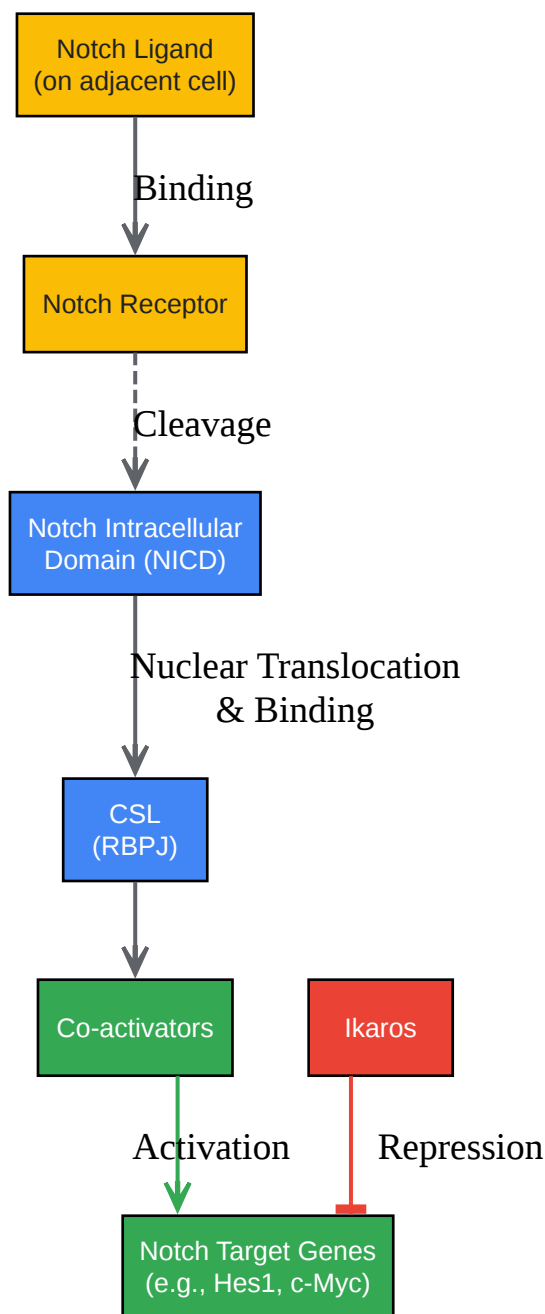 Notch Ligand
(on adjacent cell)
Binding
Notch Receptor
Cleavage
Notch Intracellular
Domain (NICD)
Nuclear Translocation
& Binding
CSL
(RBPJ)
Co-activators
Ikaros
Activation
Repression
Notch Target Genes
(e.g., Hes1, c-Myc)